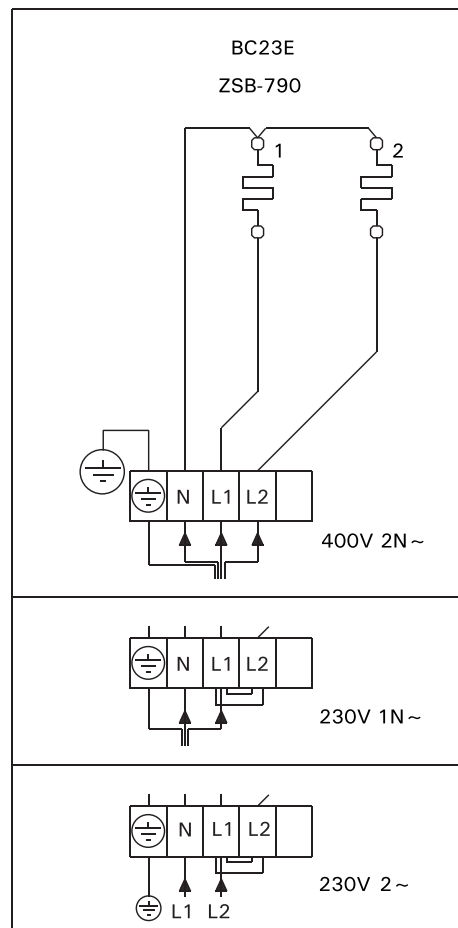 BC23E
ZSB-790
1 2
N L1 L2
400V 2N~
N L1 L2
230V 1N~
N L1 L2
230V 2~
L1 L2